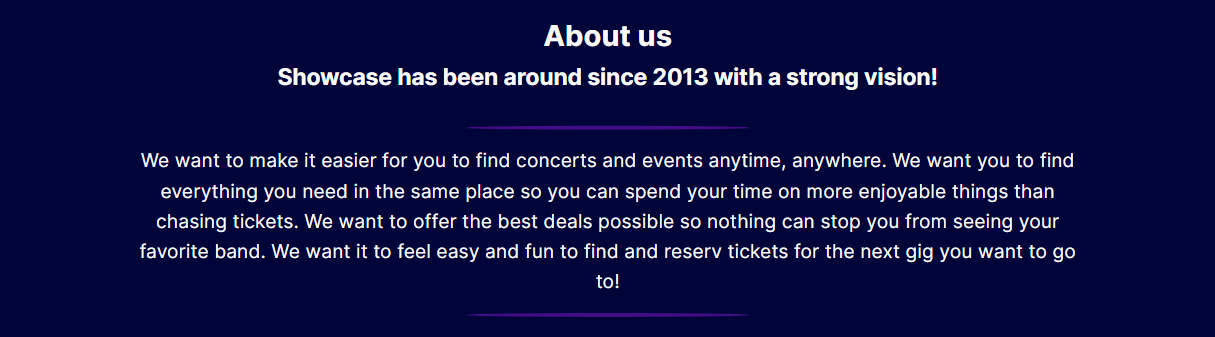 About us
Showcase has been around since 2013 with a strong vision!
We want to make it easier for you to find concerts and events anytime, anywhere. We want you to find
everything you need in the same place so you can spend your time on more enjoyable things than
chasing tickets. We want to offer the best deals possible so nothing can stop you from seeing your
favorite band. We want it to feel easy and fun to find and reserv tickets for the next gig you want to go
to!